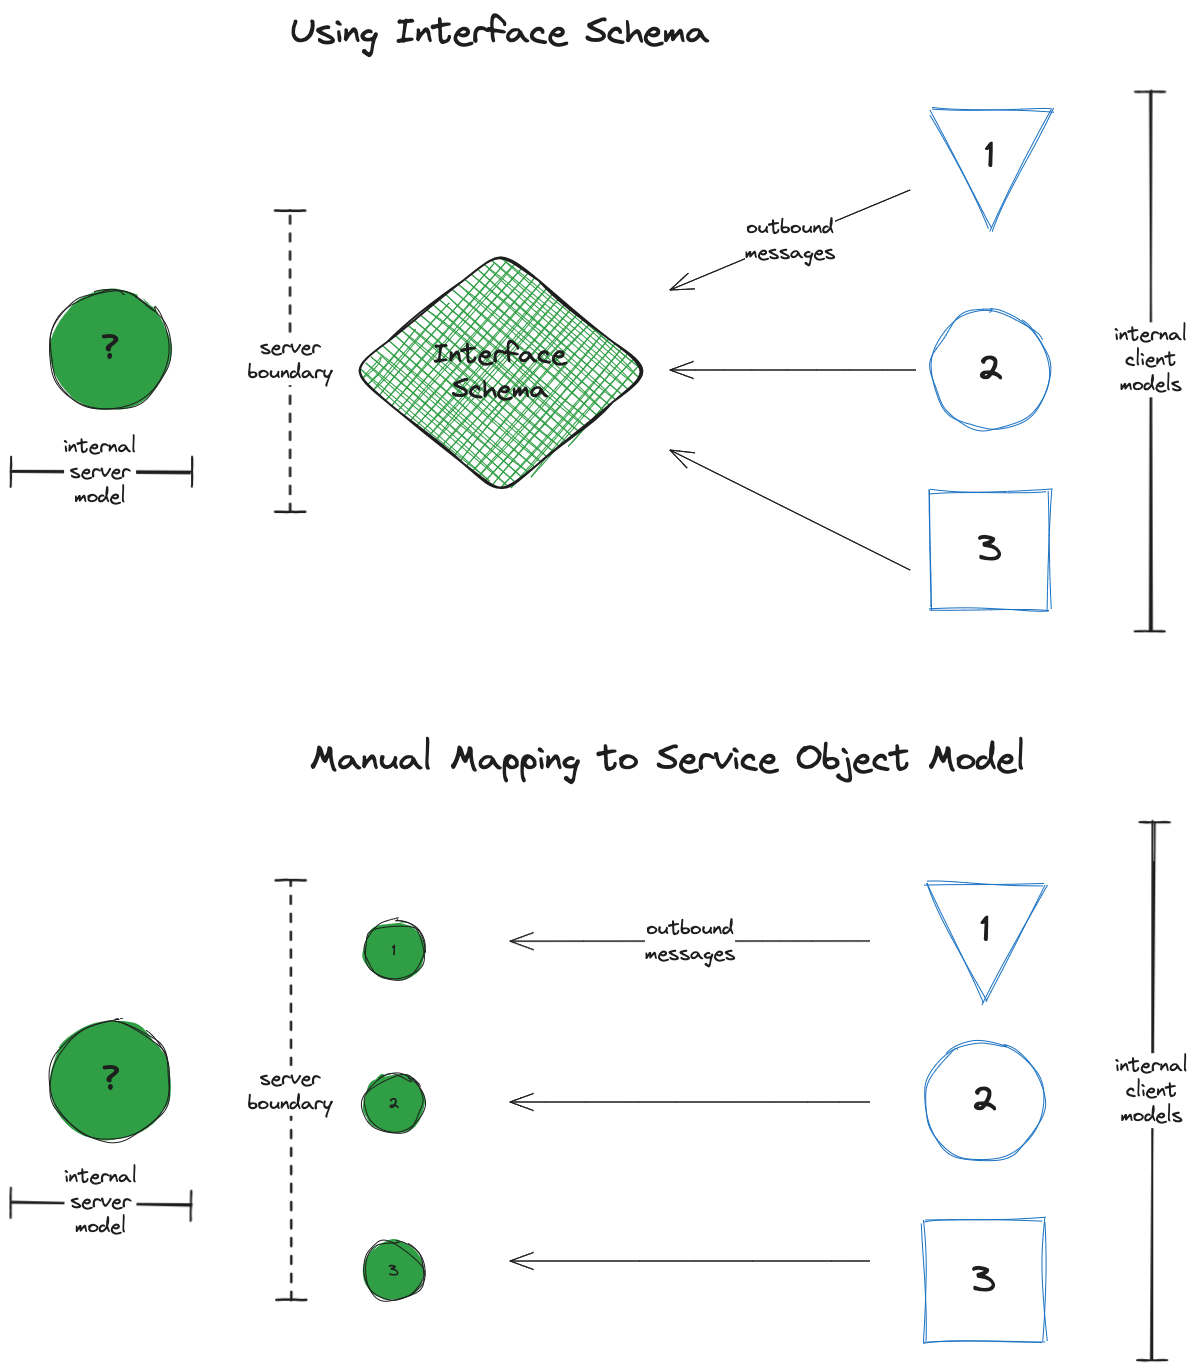 Using Interface Schema
1
outbound
messages
?
server
boundary
Interface
Schema
2
internal
client
models
internal
server
model
3
Manual Mapping to Service Object Model
1
outbound
messages
1
?
server
boundary
2
2
internal
client
models
internal
server
model
3
3